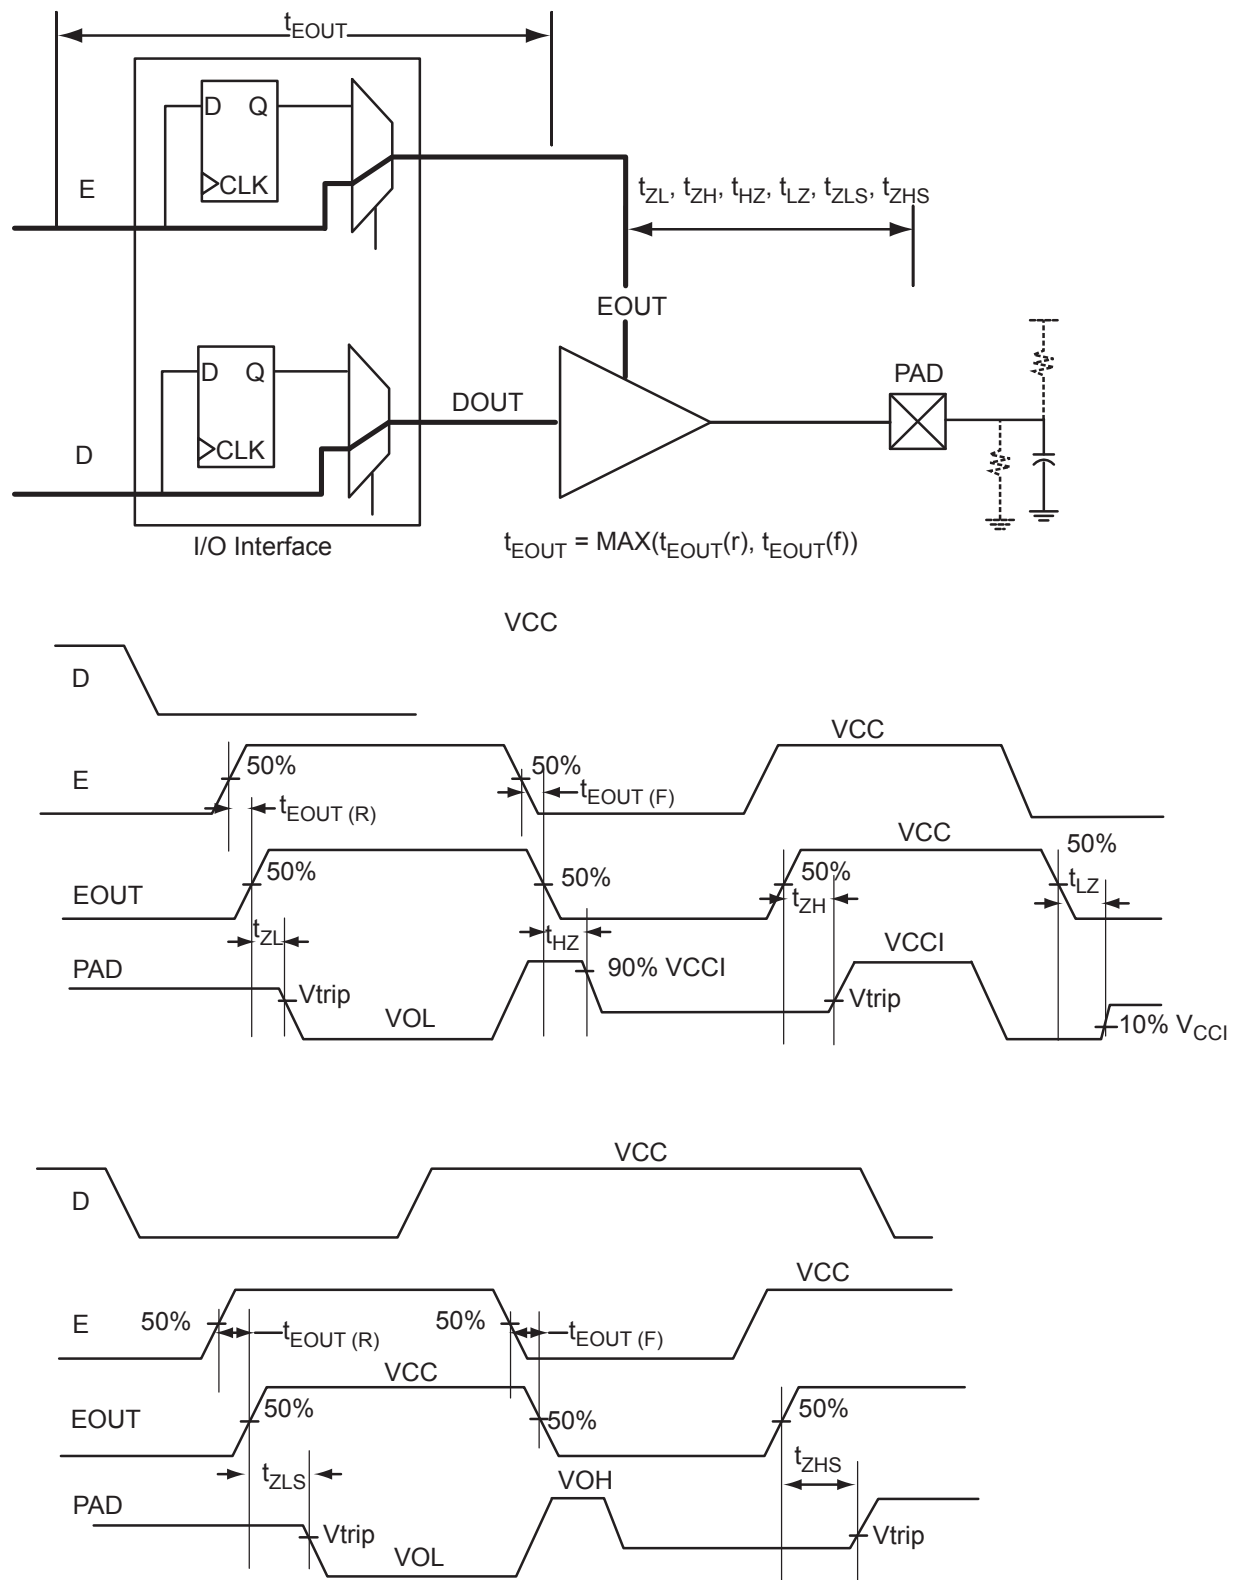 tEOUT
D Q
CLK
E
tZL, tZH, tHZ, tLZ, tZLS, tZHS
EOUT
D Q
CLK
D
DOUT
PAD
I/O Interface
tEOUT = MAX(tEOUT(r), tEOUT(f))
VCC
D
VCC
E
50%
50%
tEOUT (R)
tEOUT (F)
VCC
50%
EOUT
50%
50%
50%
tLZ
tZH
tZL
tHZ
VCCI
PAD
90% VCCI
Vtrip
Vtrip
VOL
10% VCCI
VCC
D
VCC
E
50%
50%
tEOUT (R)
tEOUT (F)
VCC
EOUT
50%
50%
50%
tZLS
tZHS
VOH
PAD
Vtrip
Vtrip
VOL